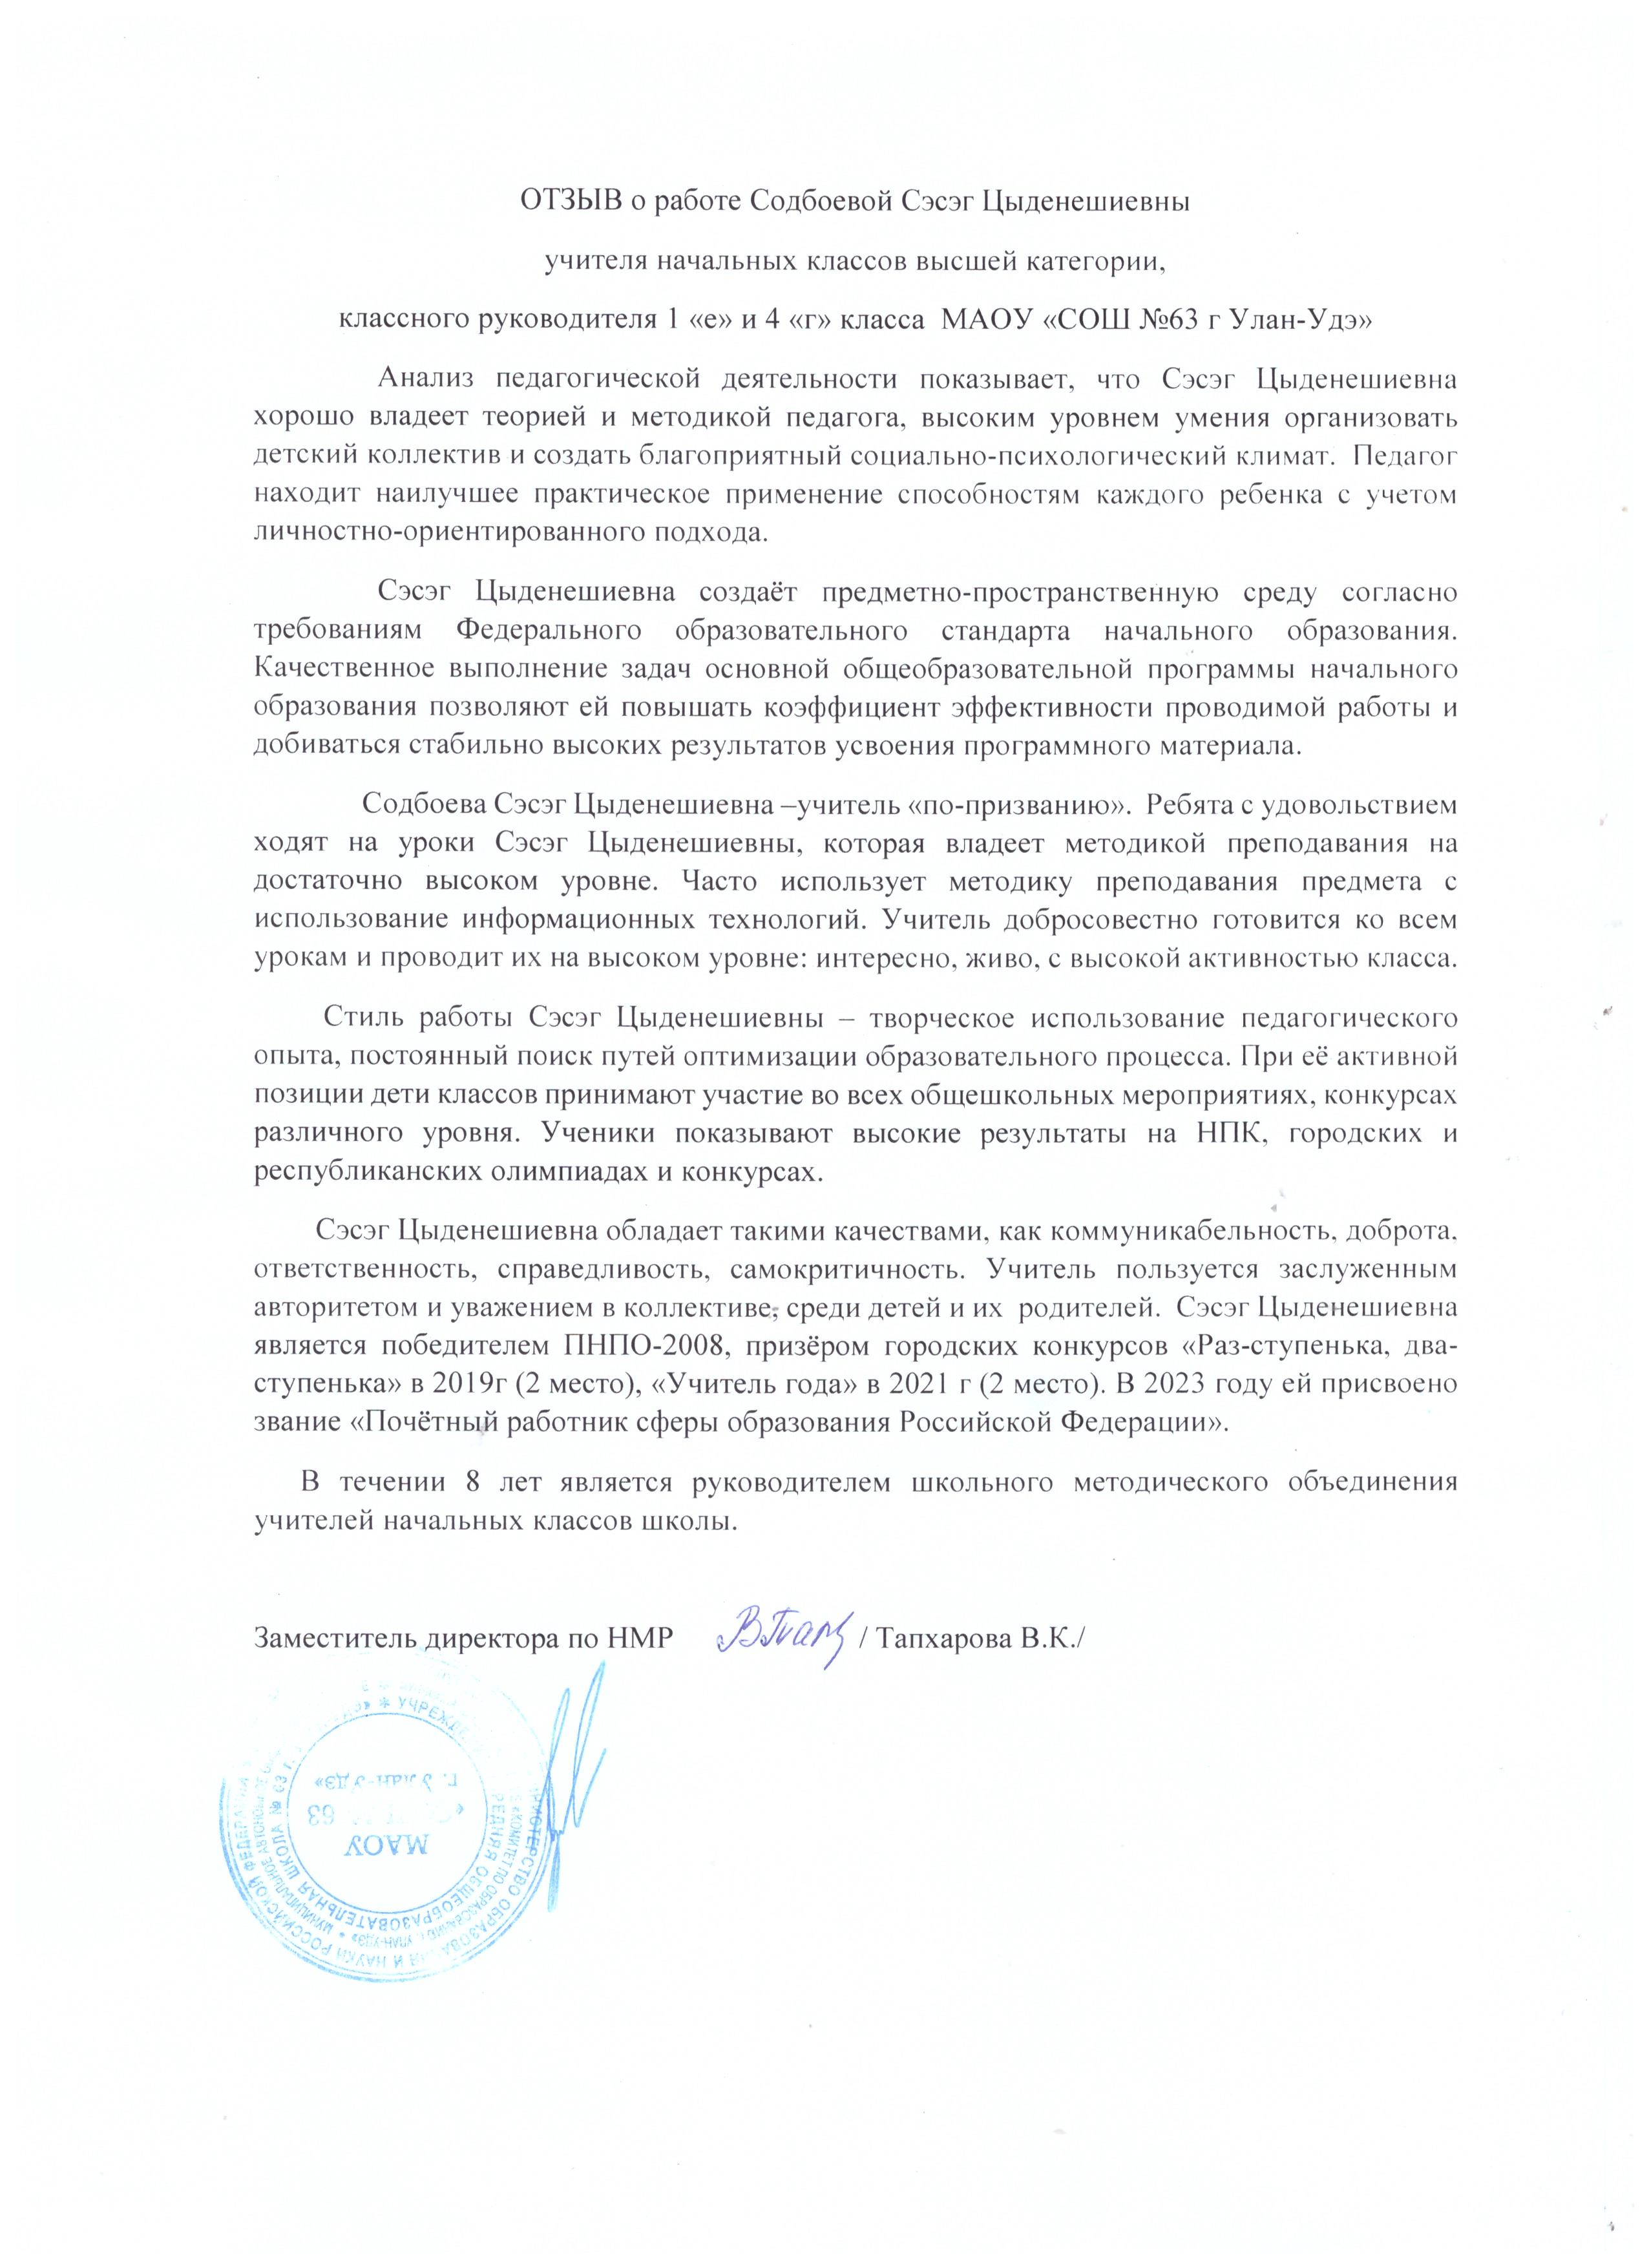 ОТЗЫВ о работе Содбоевой Сэсэг Цыденешиевны
учителя начальных классов высшей категории,
классного руководителя 1 «е» и 4 «г» класса МАОУ «СОШ №63 г Улан-Удэ»
Анализ педагогической деятельности показывает, что Сэсэг Цыденешиевна
хорошо владеет теорией и методикой педагога, высоким уровнем умения организовать
детский коллектив и создать благоприятный социально-психологический климат. Педагог
находит наилучшее практическое применение способностям каждого ребенка с учетом
личностно-ориентированного подхода.
Сэсэг Цыденешиевна создаёт предметно-пространственную среду согласно
требованиям Федерального образовательного стандарта начального образования.
Качественное выполнение задач основной общеобразовательной программы начального
образования позволяют ей повышать коэффициент эффективности проводимой работы и
добиваться стабильно высоких результатов усвоения программного материала.
Содбоева Сэсэг Цыденешиевна –учитель «по-призванию». Ребята с удовольствием
ходят на уроки Сэсэг Цыденешиевны, которая владеет методикой преподавания на
достаточно высоком уровне. Часто использует методику преподавания предмета с
использование информационных технологий. Учитель добросовестно готовится ко всем
урокам и проводит их на высоком уровне: интересно, живо, с высокой активностью класса.
Стиль работы Сэсэг Цыденешиевны – творческое использование педагогического
опыта, постоянный поиск путей оптимизации образовательного процесса. При её активной
позиции дети классов принимают участие во всех общешкольных мероприятиях, конкурсах
различного уровня. Ученики показывают высокие результаты на НПК, городских и
республиканских олимпиадах и конкурсах.
Сэсэг Цыденешиевна обладает такими качествами, как коммуникабельность, доброта,
ответственность, справедливость, самокритичность. Учитель пользуется заслуженным
авторитетом и уважением в коллективе, среди детей и их родителей. Сэсэг Цыденешиевна
является победителем ПНПО-2008, призёром городских конкурсов «Раз-ступенька, два-
ступенька» в 2019г (2 место), «Учитель года» в 2021 г (2 место). В 2023 году ей присвоено
звание «Почётный работник сферы образования Российской Федерации».
В течении 8 лет является руководителем школьного методического объединения
учителей начальных классов школы.
Заместитель директора по НМР / Тапхарова В.К./
МАОУ
63
г. Улан-Удэ»